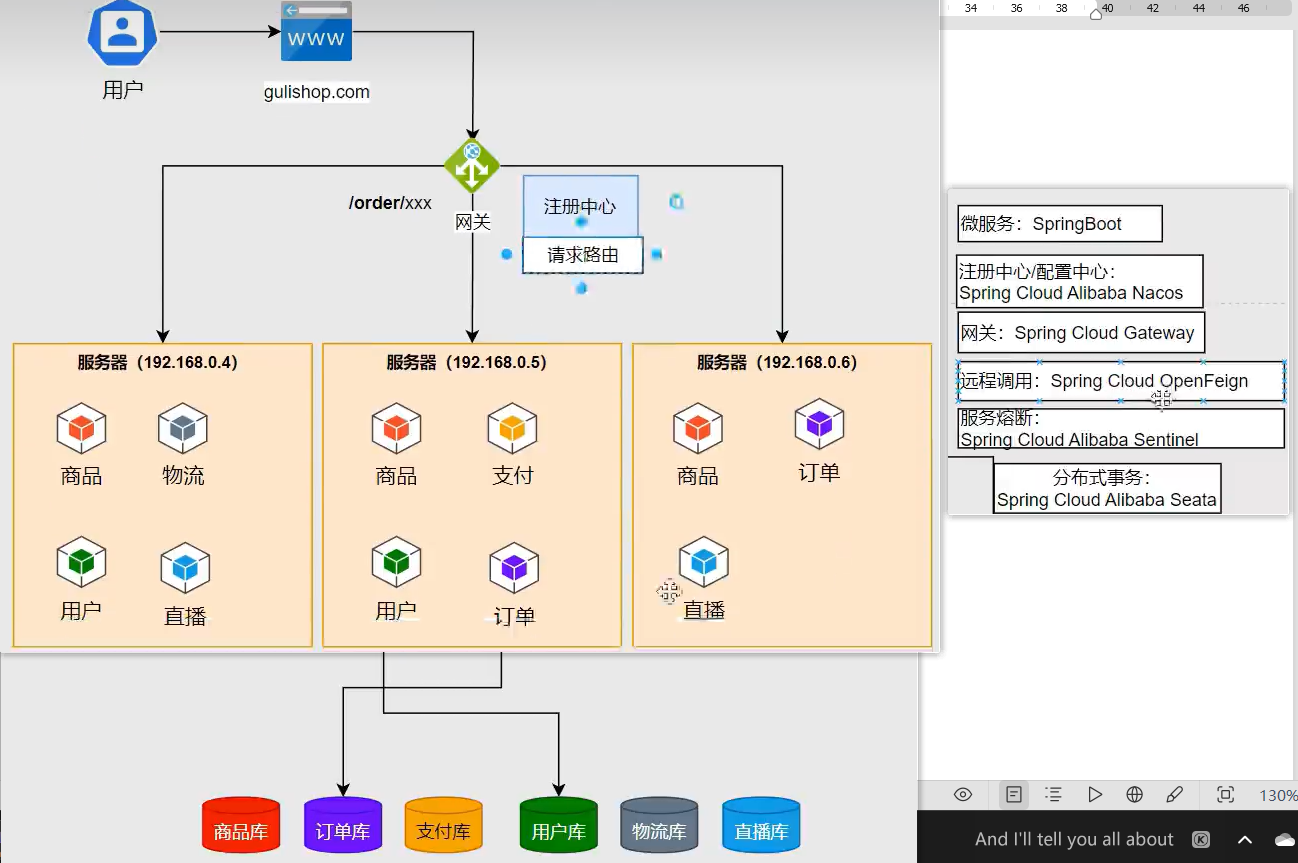 34 36 38 40 42 44 46
WWW
用户
gulishop.com
/order/xxx
网关
注册中心
请求路由
服务器（192.168.0.4)
商品
物流
用户
直播
服务器（192.168.0.5)
商品
支付
用户
订单
服务器（192.168.0.6)
商品
订单
直播
商品库
订单库
支付库
用户库
物流库
直播库
微服务：SpringBoot
注册中心/配置中心：
Spring Cloud Alibaba Nacos
网关：Spring Cloud Gateway
远程调用：Spring Cloud OpenFeign
服务熔断：
Spring Cloud Alibaba Sentinel
分布式事务：
Spring Cloud Alibaba Seata
130%
And I'll tell you all about
K